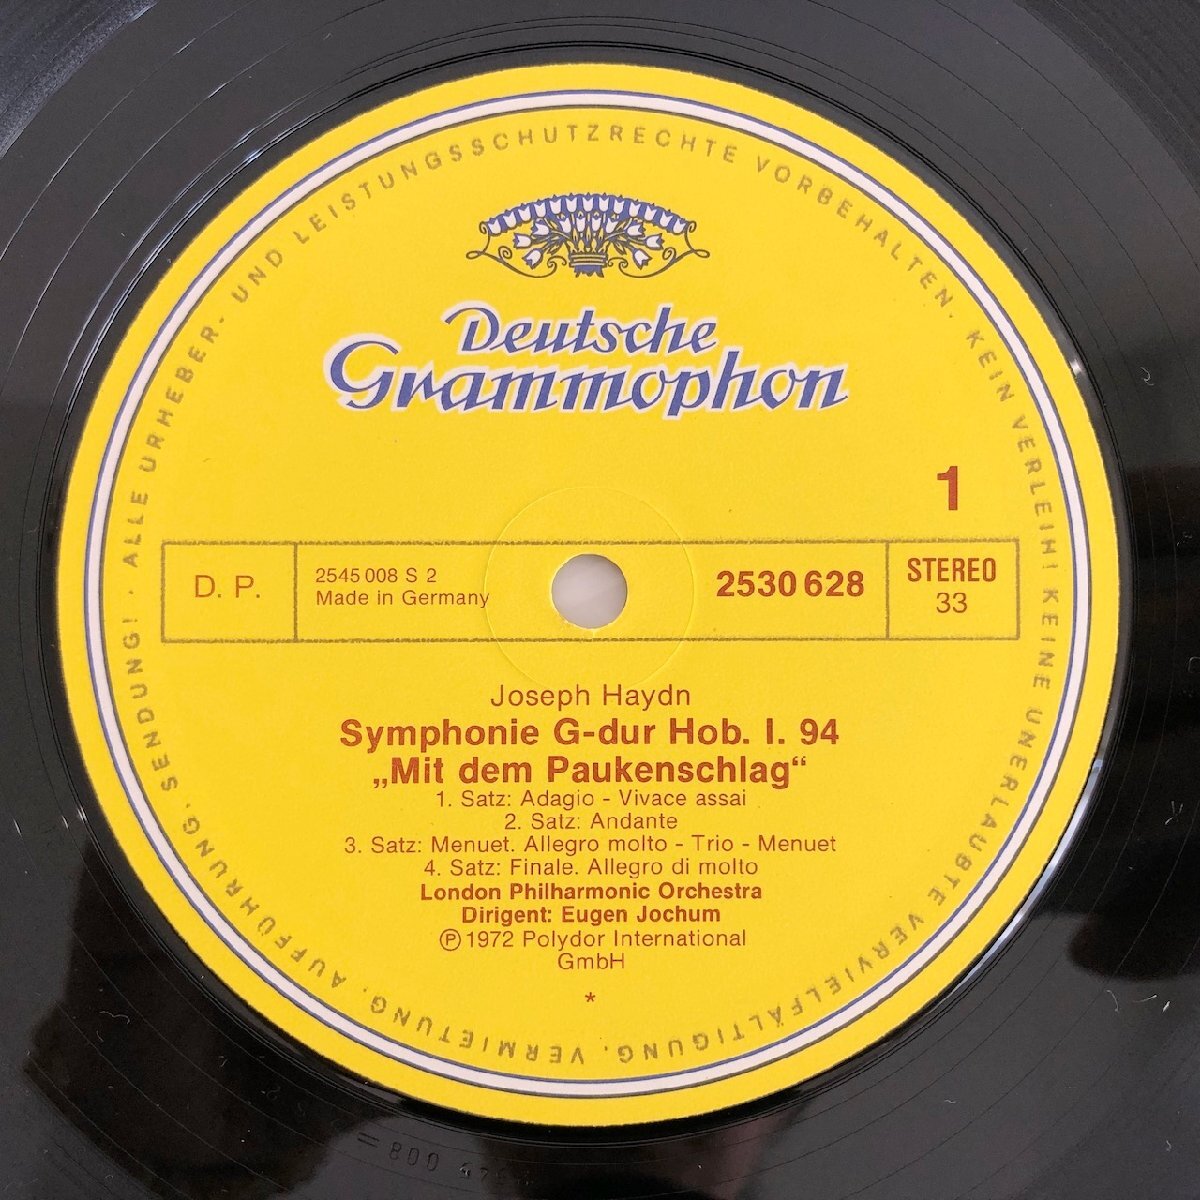 ALLE URHEBER- UND LEISTUNGSSCHUTZRECHTE VORBEHALTEN. KEIN VERLEIH! KEINE UNERLAUBTE VERVIELFÄLTIGUNG, VERMIETUNG, AUFFÜHRUNG, SENDUNG! ·
Deutsche
Grammophon
1
D. P.
2545 008 S 2
Made in Germany
2530 628
STEREO
33
Joseph Haydn
Symphonie G-dur Hob. I. 94
„Mit dem Paukenschlag“
1. Satz: Adagio - Vivace assai
2. Satz: Andante
3. Satz: Menuet. Allegro molto - Trio - Menuet
4. Satz: Finale. Allegro di molto
London Philharmonic Orchestra
Dirigent: Eugen Jochum
Ⓟ 1972 Polydor International
GmbH
*